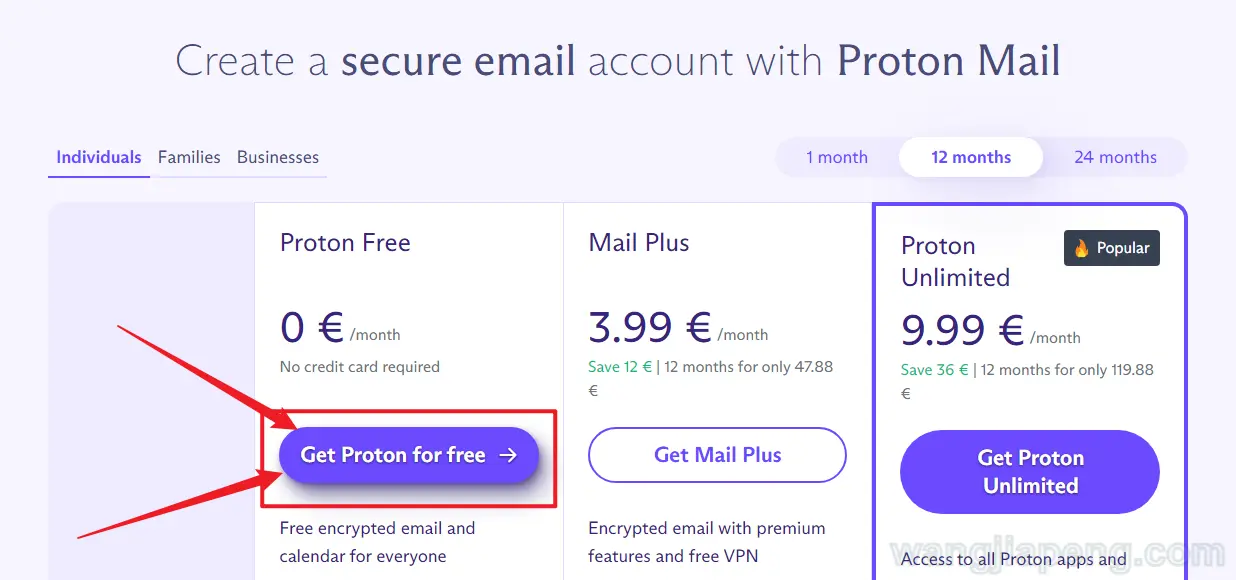 Create a secure email account with Proton Mail
Individuals Families Businesses
1 month 12 months 24 months
Proton Free
0 € /month
No credit card required
Get Proton for free →
Free encrypted email and
calendar for everyone
Mail Plus
3.99 € /month
Save 12 € | 12 months for only 47.88
€
Get Mail Plus
Encrypted email with premium
features and free VPN
Proton
Unlimited
Popular
9.99 € /month
Save 36 € | 12 months for only 119.88
€
Get Proton
Unlimited
Access to all Proton apps and
wangjiapeng.com